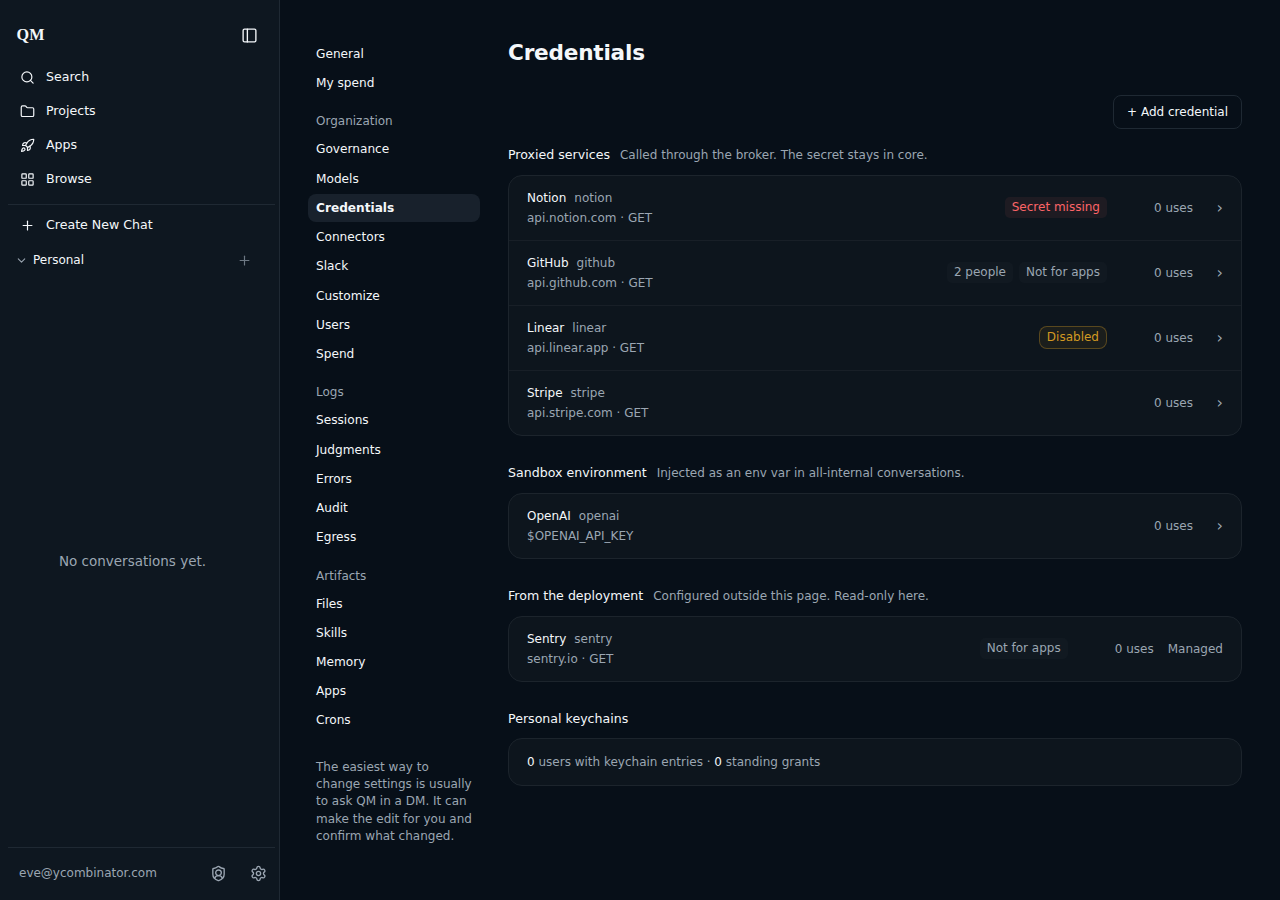 QM
Search
Projects
Apps
Browse
Create New Chat
Personal
No conversations yet.
eve@ycombinator.com
General
My spend
Organization
Governance
Models
Credentials
Connectors
Slack
Customize
Users
Spend
Logs
Sessions
Judgments
Errors
Audit
Egress
Artifacts
Files
Skills
Memory
Apps
Crons
The easiest way to
change settings is usually
to ask QM in a DM. It can
make the edit for you and
confirm what changed.
Credentials
+ Add credential
Proxied services Called through the broker. The secret stays in core.
Notion notion
api.notion.com · GET
Secret missing 0 uses ›
GitHub github
api.github.com · GET
2 people Not for apps 0 uses ›
Linear linear
api.linear.app · GET
Disabled 0 uses ›
Stripe stripe
api.stripe.com · GET
0 uses ›
Sandbox environment Injected as an env var in all-internal conversations.
OpenAI openai
$OPENAI_API_KEY
0 uses ›
From the deployment Configured outside this page. Read-only here.
Sentry sentry
sentry.io · GET
Not for apps 0 uses Managed
Personal keychains
0 users with keychain entries · 0 standing grants